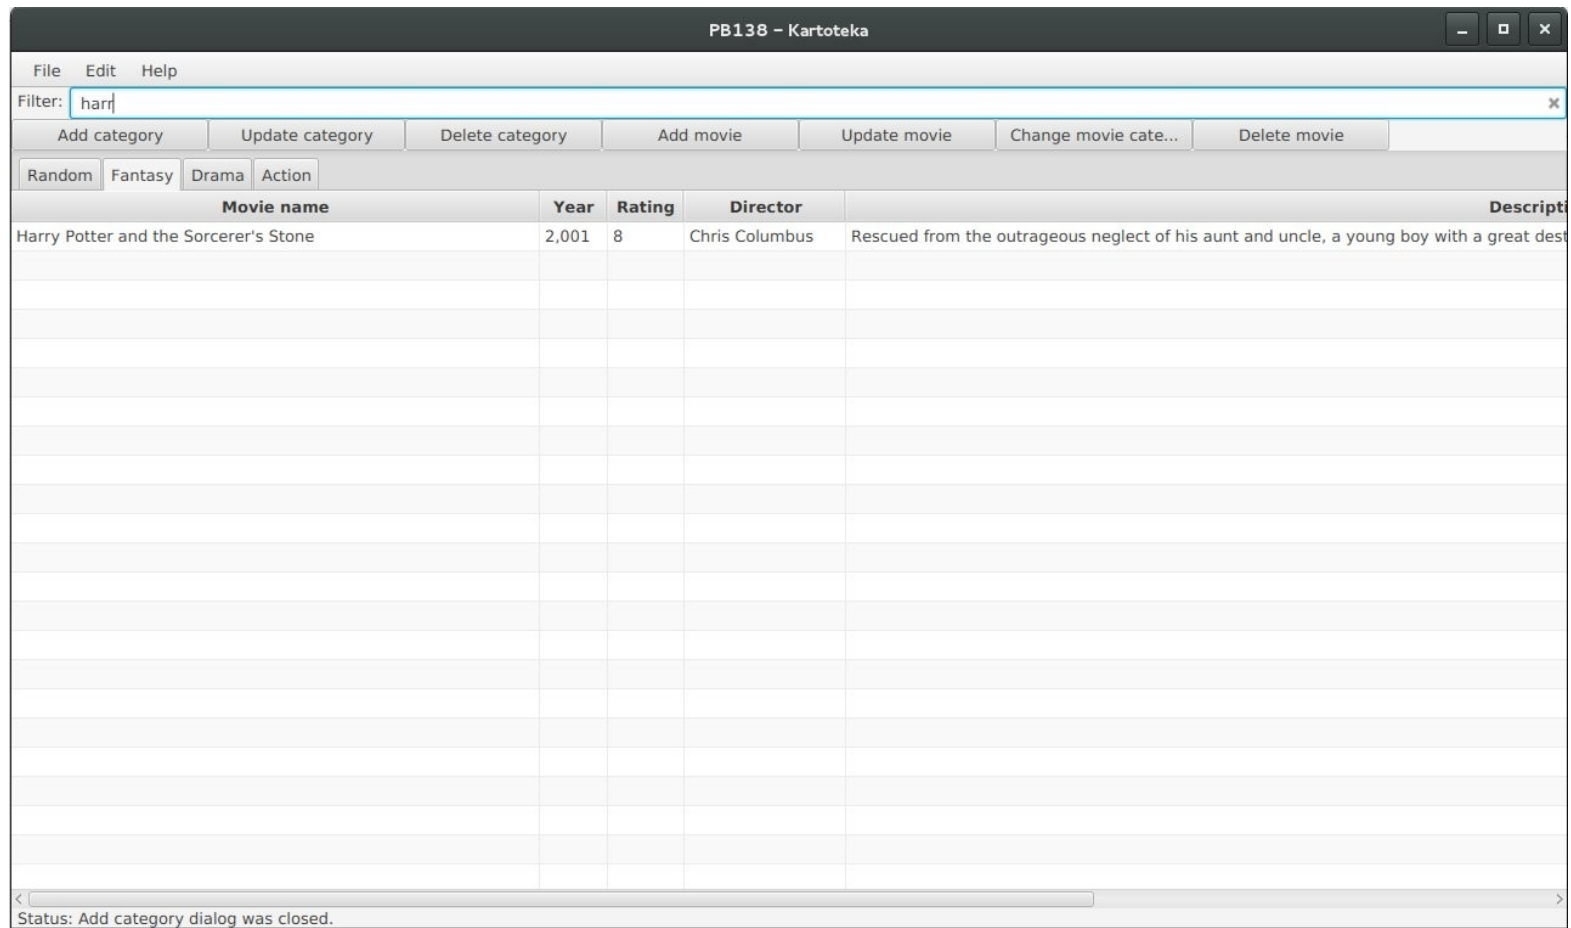 PB138 – Kartoteka
File Edit Help
Filter: harr
Add category Update category Delete category Add movie Update movie Change movie cate... Delete movie
Random Fantasy Drama Action
Movie name Year Rating Director Descripti
Harry Potter and the Sorcerer's Stone 2,001 8 Chris Columbus Rescued from the outrageous neglect of his aunt and uncle, a young boy with a great dest
Status: Add category dialog was closed.